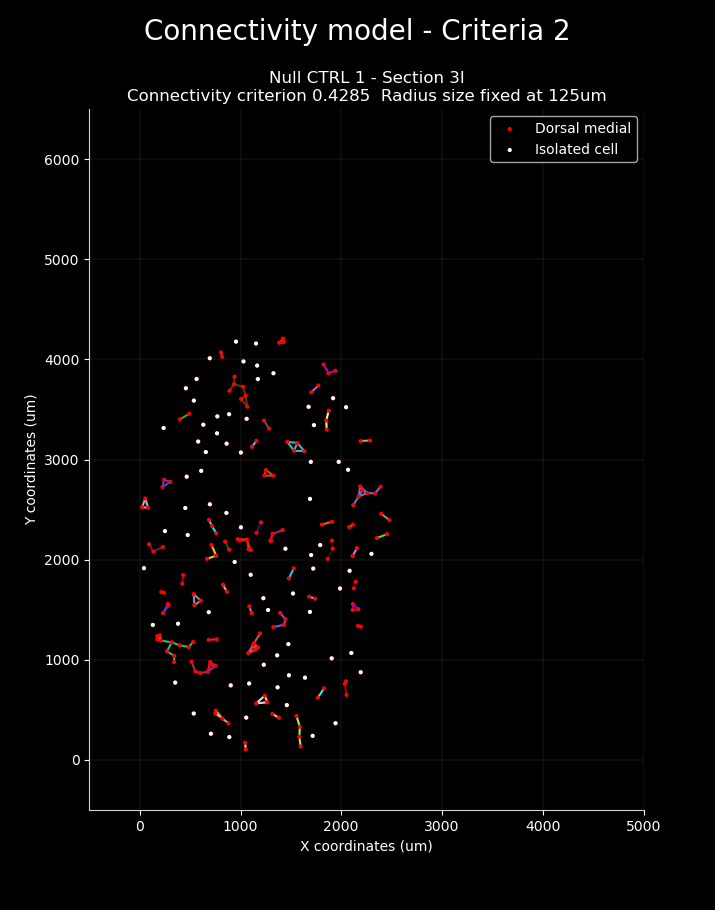 Connectivity model - Criteria 2
Null CTRL 1 - Section 3l
Connectivity criterion 0.4285  Radius size fixed at 125um
Dorsal medial
Isolated cell
6000
5000
4000
3000
2000
1000
0
Y coordinates (um)
0 1000 2000 3000 4000 5000
X coordinates (um)